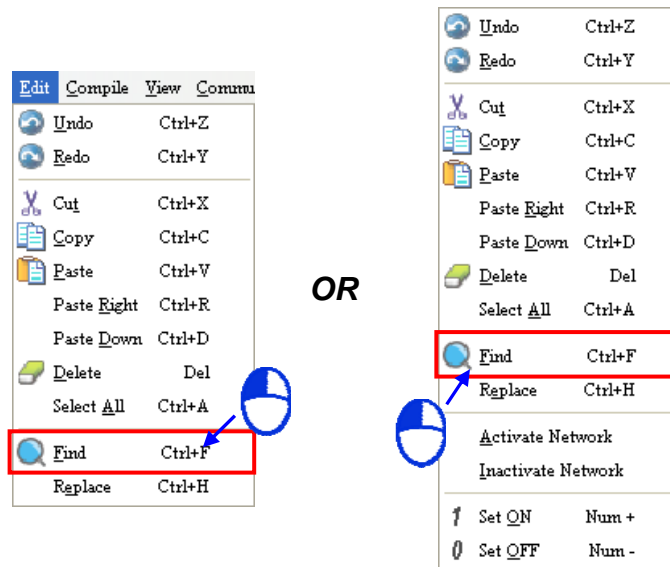 Edit Compile View Commu
Undo Ctrl+Z
Redo Ctrl+Y
Cut Ctrl+X
Copy Ctrl+C
Paste Ctrl+V
Paste Right Ctrl+R
Paste Down Ctrl+D
Delete Del
Select All Ctrl+A
Find Ctrl+F
Replace Ctrl+H
OR
Undo Ctrl+Z
Redo Ctrl+Y
Cut Ctrl+X
Copy Ctrl+C
Paste Ctrl+V
Paste Right Ctrl+R
Paste Down Ctrl+D
Delete Del
Select All Ctrl+A
Find Ctrl+F
Replace Ctrl+H
Activate Network
Inactivate Network
1 Set ON Num +
0 Set OFF Num -